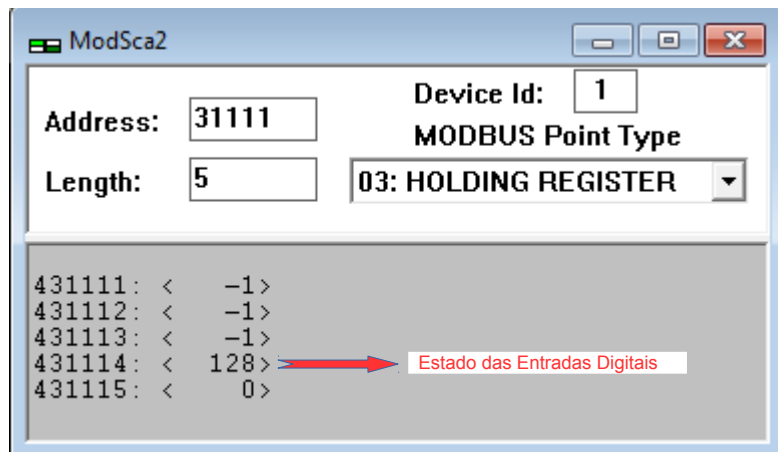 ModSca2
Address: 31111
Device Id: 1
MODBUS Point Type
Length: 5
03: HOLDING REGISTER
431111: < -1>
431112: < -1>
431113: < -1>
431114: < 128> Estado das Entradas Digitais
431115: < 0>